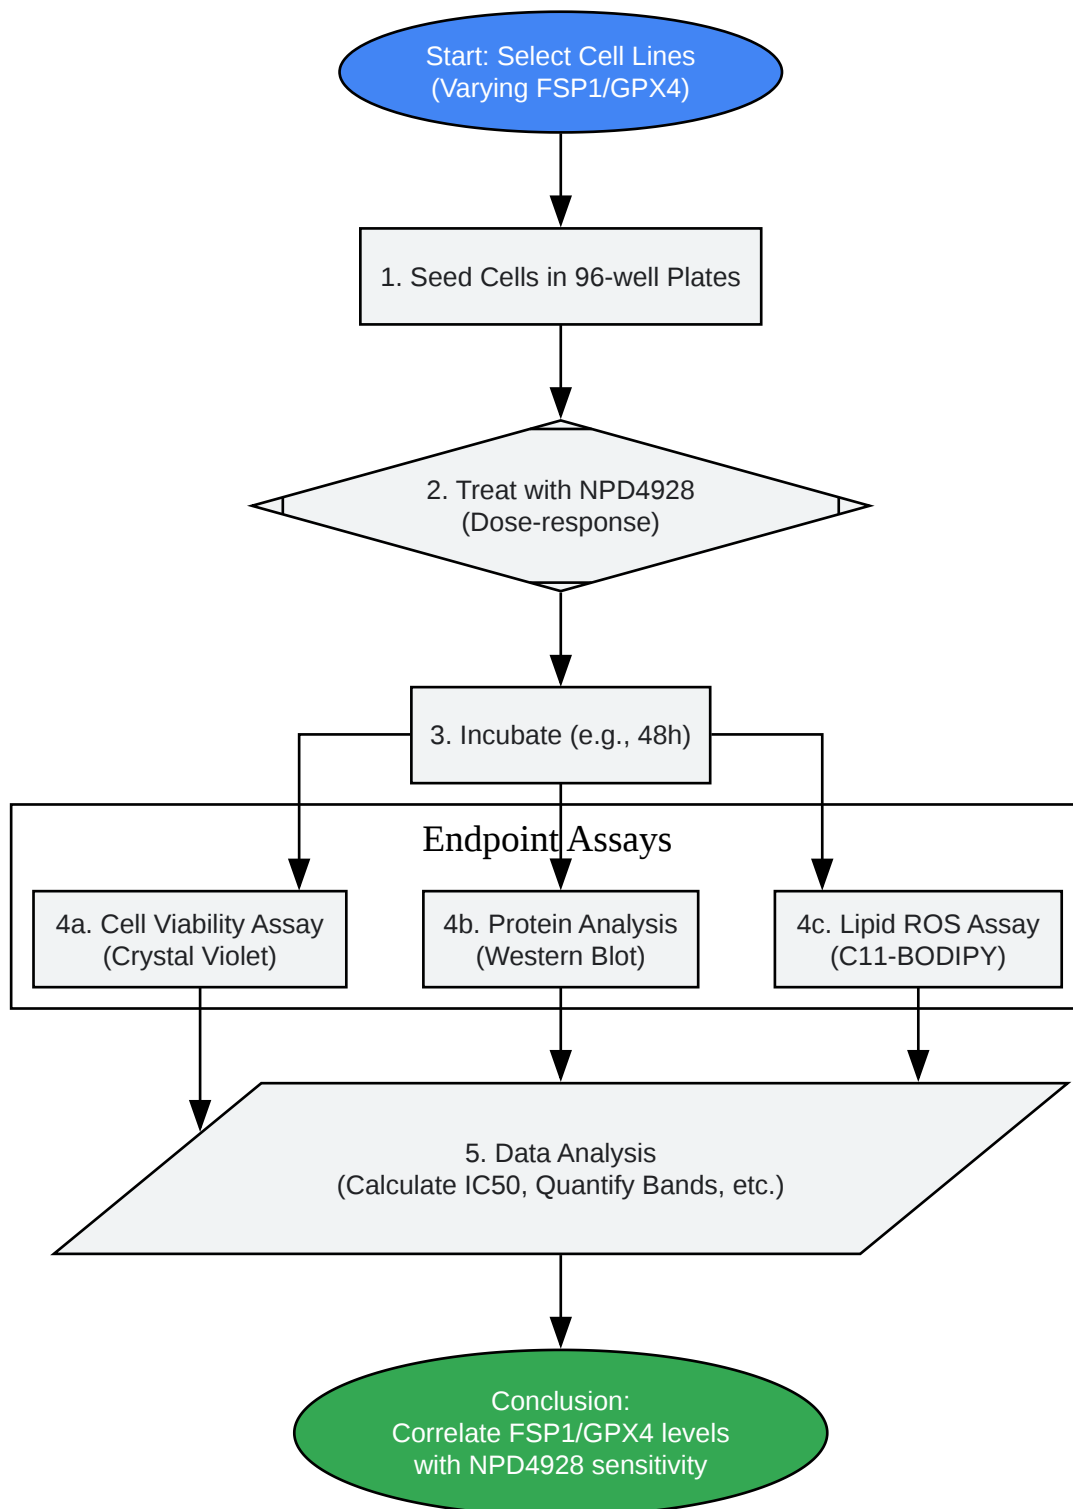 Start: Select Cell Lines
(Varying FSP1/GPX4)
1. Seed Cells in 96-well Plates
2. Treat with NPD4928
(Dose-response)
3. Incubate (e.g., 48h)
Endpoint Assays
4a. Cell Viability Assay
(Crystal Violet)
4b. Protein Analysis
(Western Blot)
4c. Lipid ROS Assay
(C11-BODIPY)
5. Data Analysis
(Calculate IC50, Quantify Bands, etc.)
Conclusion:
Correlate FSP1/GPX4 levels
with NPD4928 sensitivity